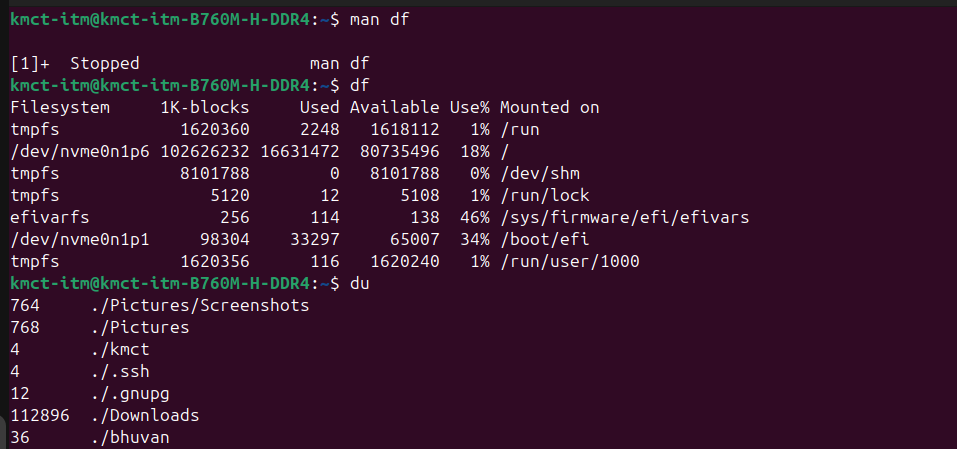 kmct-itm@kmct-itm-B760M-H-DDR4:~$ man df
[1]+  Stopped                 man df
kmct-itm@kmct-itm-B760M-H-DDR4:~$ df
Filesystem     1K-blocks     Used Available Use% Mounted on
tmpfs            1620360     2248   1618112   1% /run
/dev/nvme0n1p6 102626232 16631472  80735496  18% /
tmpfs            8101788        0   8101788   0% /dev/shm
tmpfs               5120       12      5108   1% /run/lock
efivarfs             256      114       138  46% /sys/firmware/efi/efivars
/dev/nvme0n1p1     98304    33297     65007  34% /boot/efi
tmpfs            1620356      116   1620240   1% /run/user/1000
kmct-itm@kmct-itm-B760M-H-DDR4:~$ du
764     ./Pictures/Screenshots
768     ./Pictures
4       ./kmct
4       ./.ssh
12      ./.gnupg
112896  ./Downloads
36      ./bhuvan